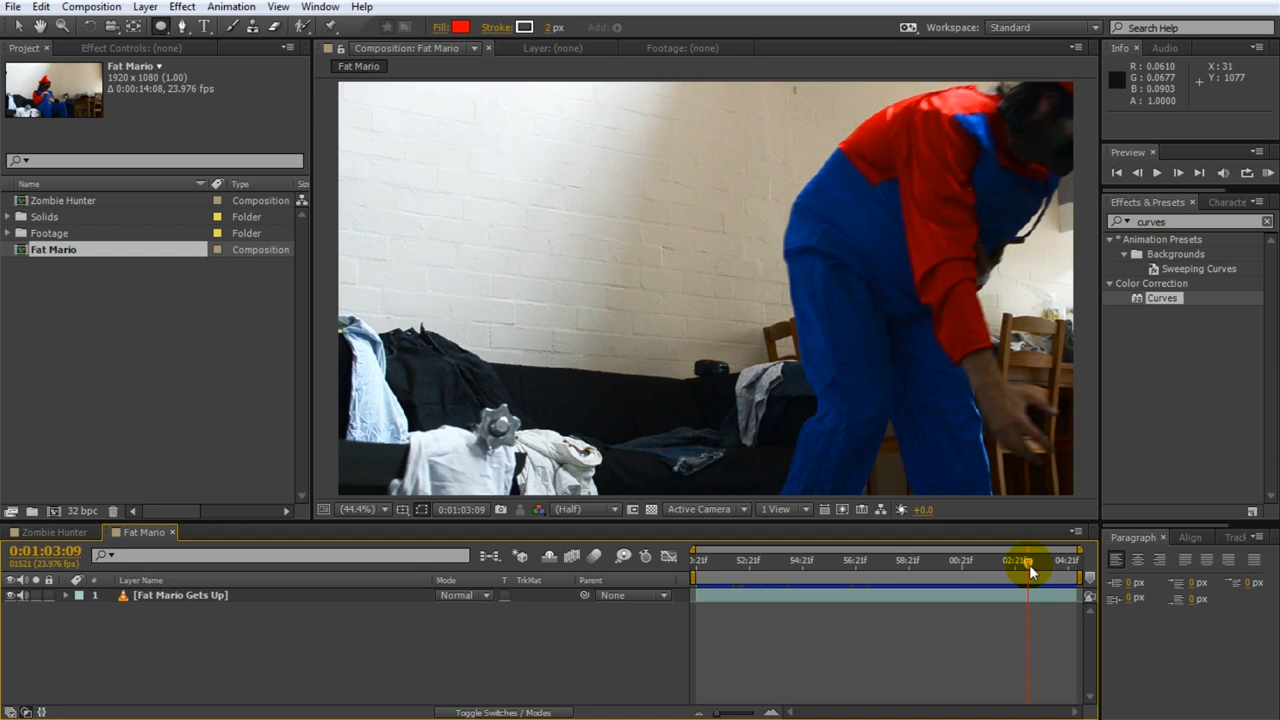 File Edit Composition Layer Effect Animation View Window Help
Fill: Stroke: 2 px Add: Workspace: Standard Search Help
Project Effect Controls: (none) Composition: Fat Mario Layer: (none) Footage: (none) Info Audio
Fat Mario
1920 x 1080 (1.00)
Δ 0:00:14:08, 23.976 fps
Fat Mario
R : 0.0610 X : 31
G : 0.0677 Y : 1077
B : 0.0903
A : 1.0000
Preview
Effects & Presets Characte
curves
* Animation Presets
Backgrounds
Sweeping Curves
Color Correction
Curves
Name Type Siz
Zombie Hunter Composition
Solids Folder
Footage Folder
Fat Mario Composition
32 bpc
(44.4%) 0:01:03:09 (Half) Active Camera 1 View +0.0
Zombie Hunter Fat Mario
0:01:03:09
01521 (23.976 fps)
0:21f 52:21f 54:21f 56:21f 58:21f 00:21f 02:21f 04:21f
# Layer Name Mode T TrkMat Parent
1 [Fat Mario Gets Up] Normal None
Toggle Switches / Modes
Paragraph Align Tracl
0 px 0 px 0 px
0 px 0 px